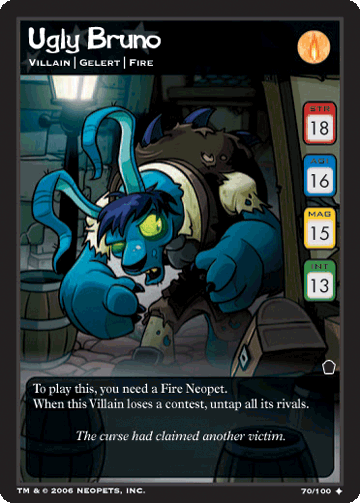 Ugly Bruno
VILLAIN | GELERT | FIRE
STR
18
AGI
16
MAG
15
INT
13
To play this, you need a Fire Neopet.
When this Villain loses a contest, untap all its rivals.
The curse had claimed another victim.
TM & © 2006 NEOPETS, INC.
70/100